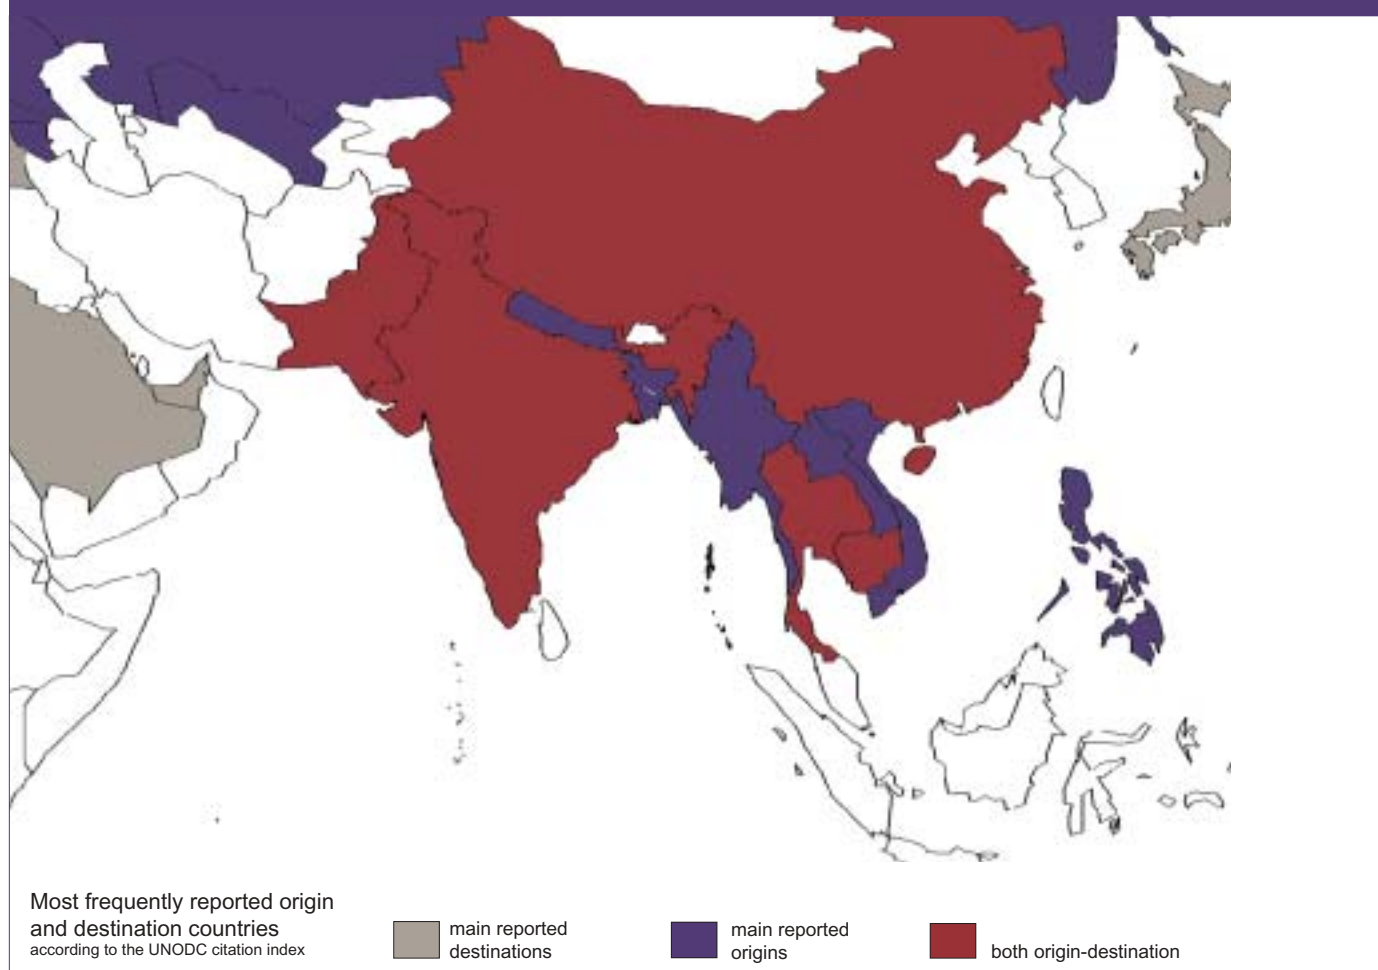 Most frequently reported origin
and destination countries
according to the UNODC citation index
main reported
destinations
main reported
origins
both origin-destination